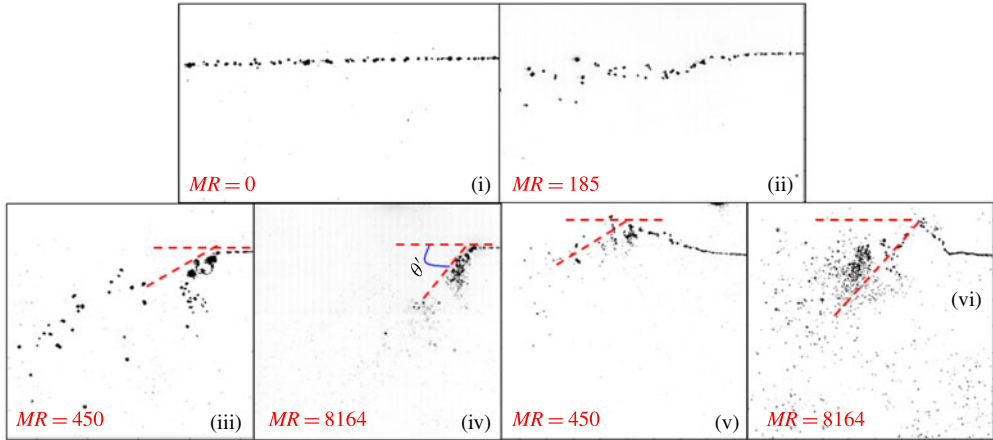 MR = 0
(i)
MR = 185
(ii)
MR = 450
(iii)
θ′
MR = 8164
(iv)
MR = 450
(v)
MR = 8164
(vi)